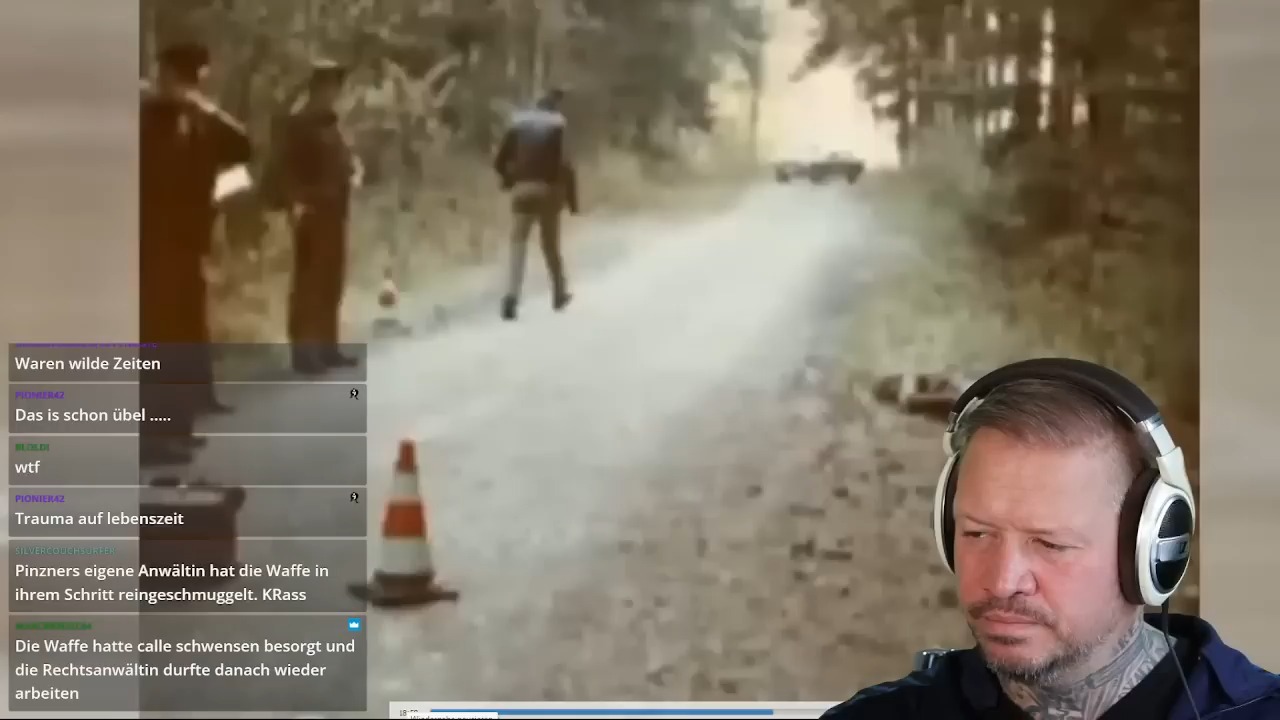 Waren wilde Zeiten
PIONIER42
Das is schon übel .....
wtf
PIONIER42
Trauma auf lebenszeit
SILVERCOUCHSURFER
Pinzners eigene Anwältin hat die Waffe in
ihrem Schritt reingeschmuggelt. KRass
Die Waffe hatte calle schwensen besorgt und
die Rechtsanwältin durfte danach wieder
arbeiten